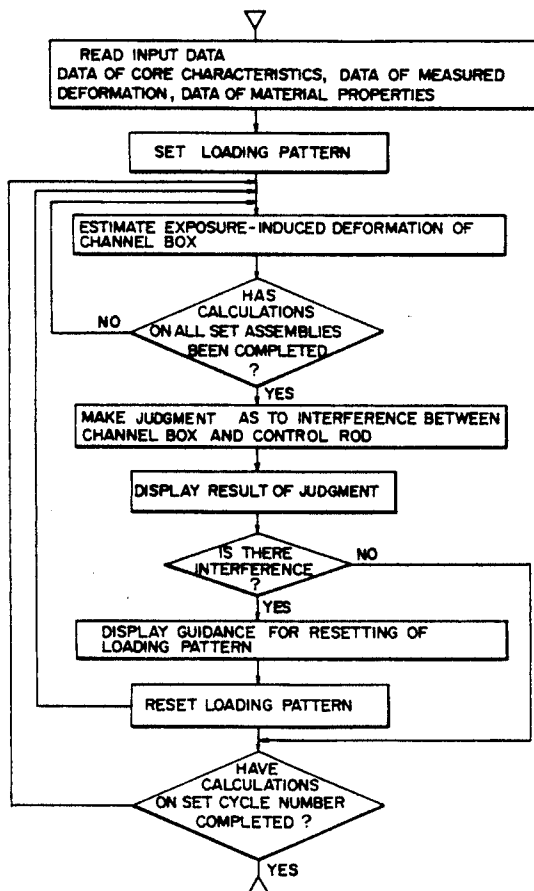 READ INPUT DATA
DATA OF CORE CHARACTERISTICS, DATA OF MEASURED
DEFORMATION, DATA OF MATERIAL PROPERTIES
SET LOADING PATTERN
ESTIMATE EXPOSURE-INDUCED DEFORMATION OF
CHANNEL BOX
HAS
CALCULATIONS
ON ALL SET ASSEMBLIES
BEEN COMPLETED
?
NO
YES
MAKE JUDGMENT AS TO INTERFERENCE BETWEEN
CHANNEL BOX AND CONTROL ROD
DISPLAY RESULT OF JUDGMENT
IS THERE
INTERFERENCE
?
NO
YES
DISPLAY GUIDANCE FOR RESETTING OF
LOADING PATTERN
RESET LOADING PATTERN
HAVE
CALCULATIONS
ON SET CYCLE NUMBER
COMPLETED ?
YES